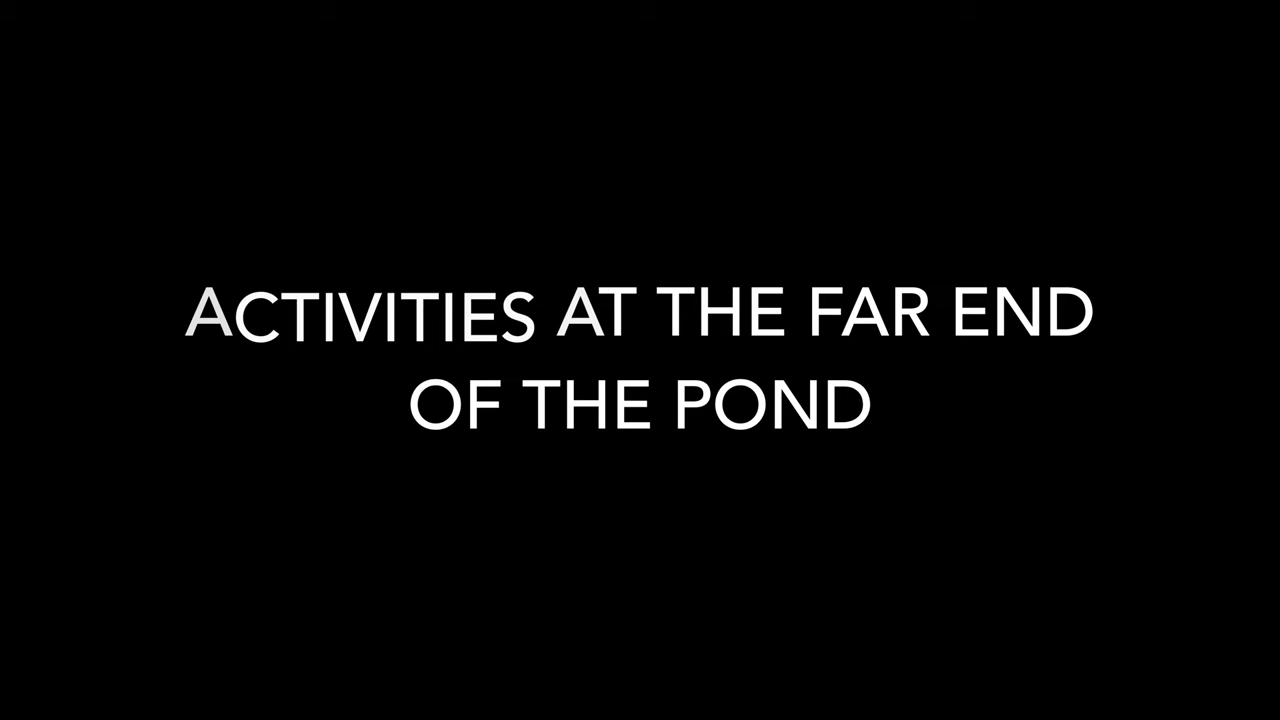 ACTIVITIES AT THE FAR END
OF THE POND